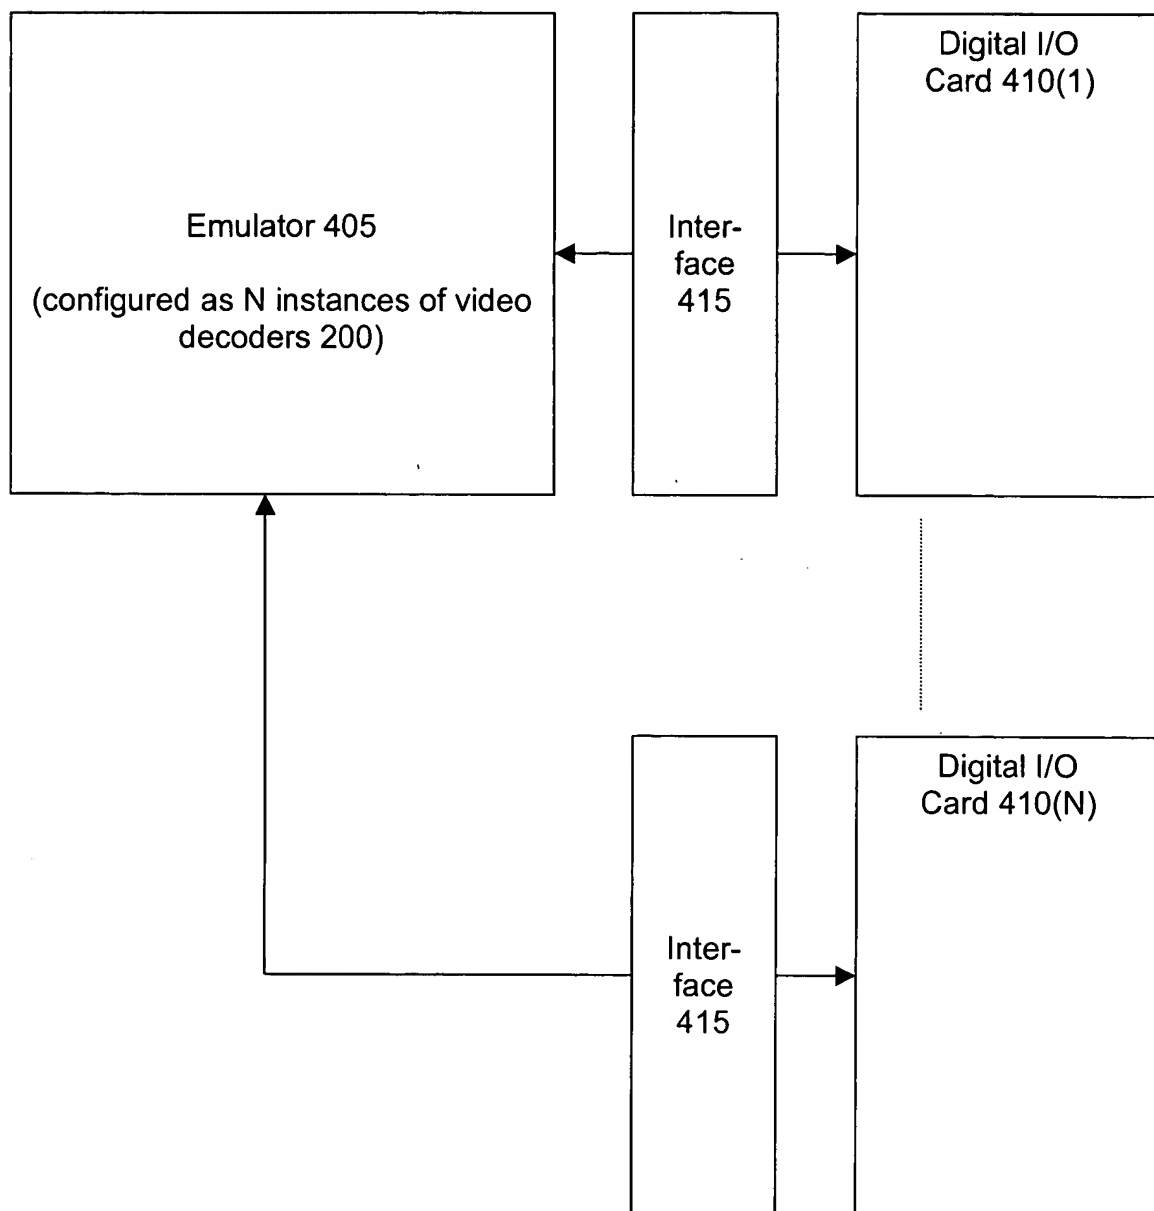 Digital I/O
Card 410(1)
Emulator 405
(configured as N instances of video
decoders 200)
Inter-
face
415
Digital I/O
Card 410(N)
Inter-
face
415